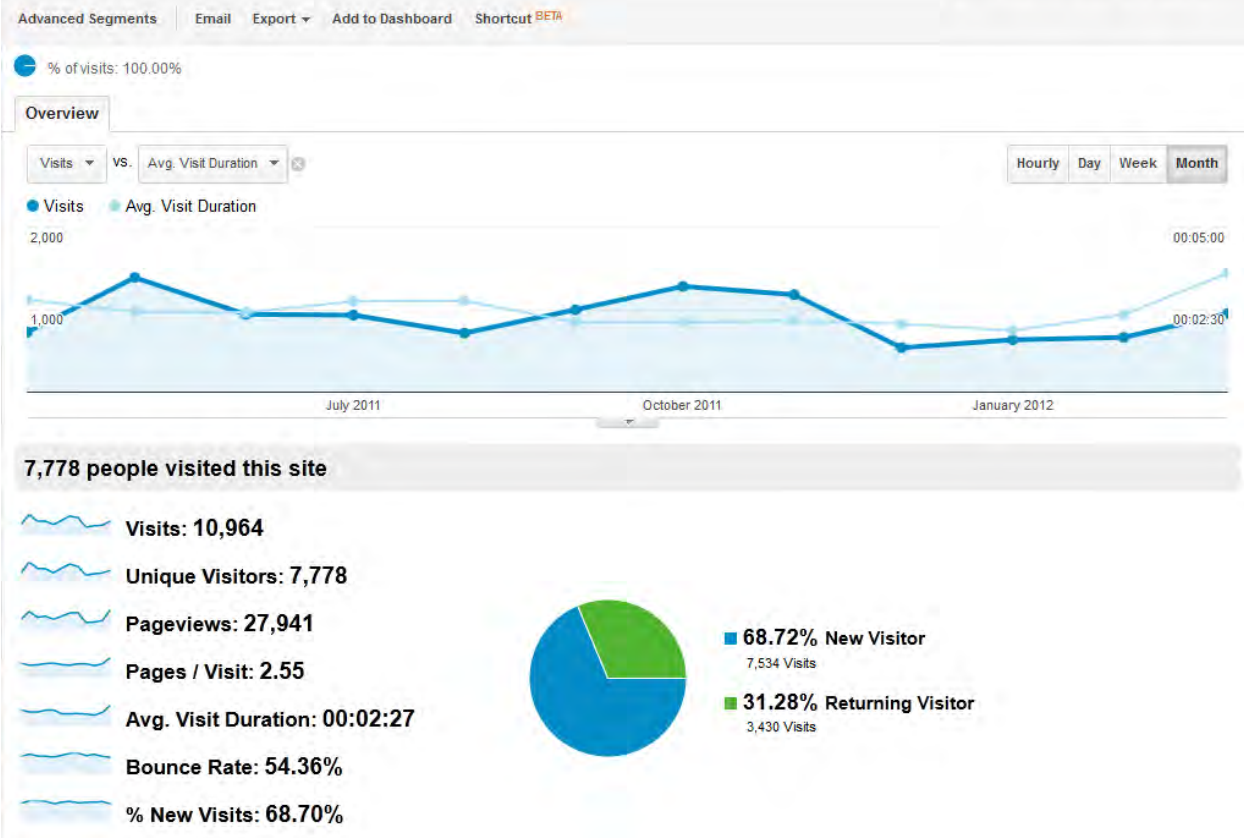 Advanced Segments Email Export Add to Dashboard Shortcut BETA
% of visits: 100.00%
Overview
Visits VS. Avg. Visit Duration Hourly Day Week Month
Visits Avg. Visit Duration
2,000 00:05:00
1,000 00:02:30
July 2011 October 2011 January 2012
7,778 people visited this site
Visits: 10,964
Unique Visitors: 7,778
Pageviews: 27,941
Pages / Visit: 2.55
Avg. Visit Duration: 00:02:27
Bounce Rate: 54.36%
% New Visits: 68.70%
68.72% New Visitor
7,534 Visits
31.28% Returning Visitor
3,430 Visits